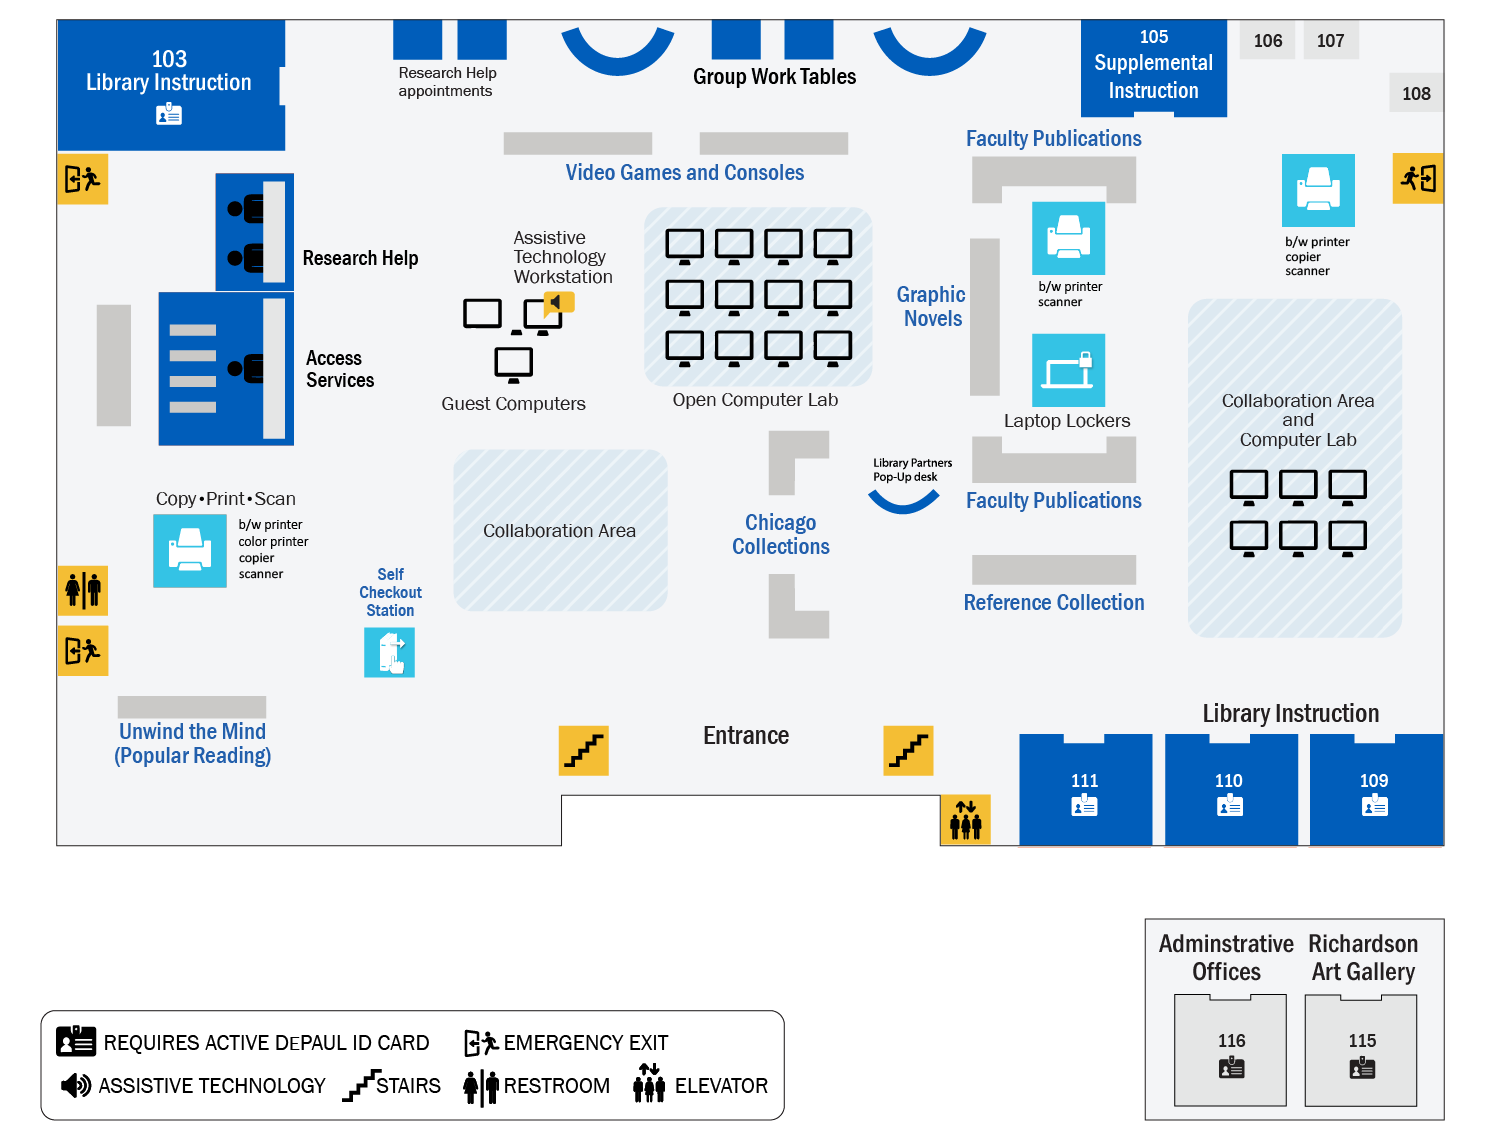 103
Library Instruction
Research Help
appointments
Group Work Tables
105
Supplemental
Instruction
106
107
108
Faculty Publications
Video Games and Consoles
Research Help
Assistive
Technology
Workstation
b/w printer
copier
scanner
b/w printer
scanner
Graphic
Novels
Access
Services
Guest Computers
Open Computer Lab
Laptop Lockers
Collaboration Area
and
Computer Lab
Library Partners
Pop-Up desk
Faculty Publications
Copy•Print•Scan
b/w printer
color printer
copier
scanner
Collaboration Area
Chicago
Collections
Self
Checkout
Station
Reference Collection
Unwind the Mind
(Popular Reading)
Entrance
Library Instruction
111
110
109
Adminstrative
Offices
Richardson
Art Gallery
116
115
REQUIRES ACTIVE DEPAUL ID CARD
EMERGENCY EXIT
ASSISTIVE TECHNOLOGY
STAIRS
RESTROOM
ELEVATOR